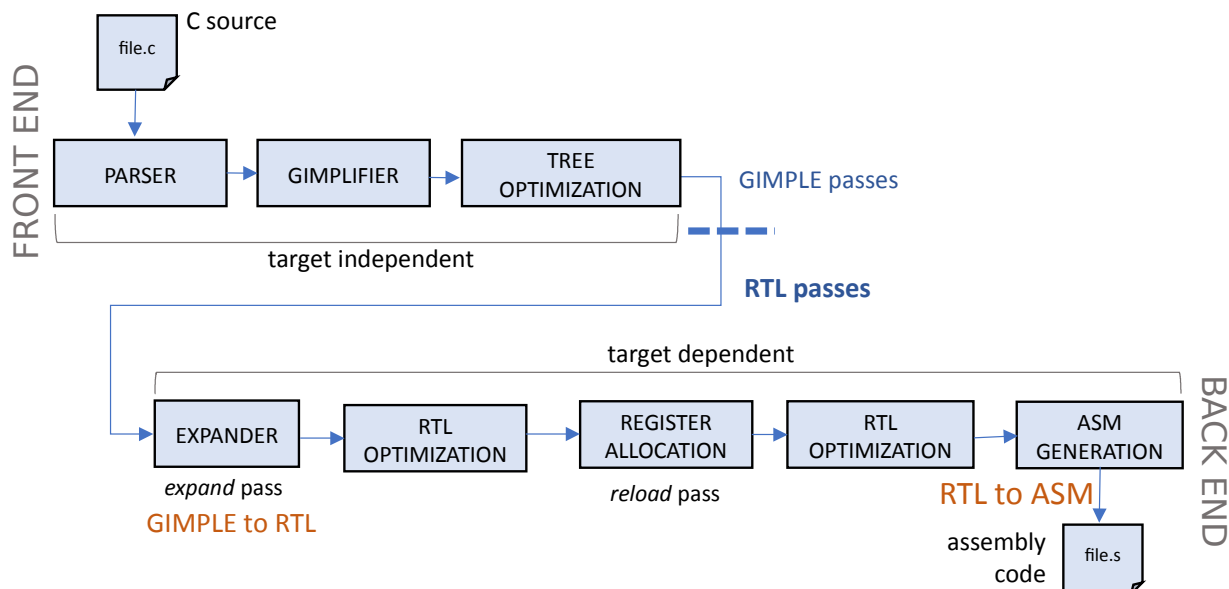 C source
file.c
FRONT END
PARSER
GIMPLIFIER
TREE
OPTIMIZATION
GIMPLE passes
target independent
RTL passes
target dependent
BACK END
EXPANDER
RTL
OPTIMIZATION
REGISTER
ALLOCATION
RTL
OPTIMIZATION
ASM
GENERATION
expand pass
GIMPLE to RTL
reload pass
RTL to ASM
assembly
code
file.s